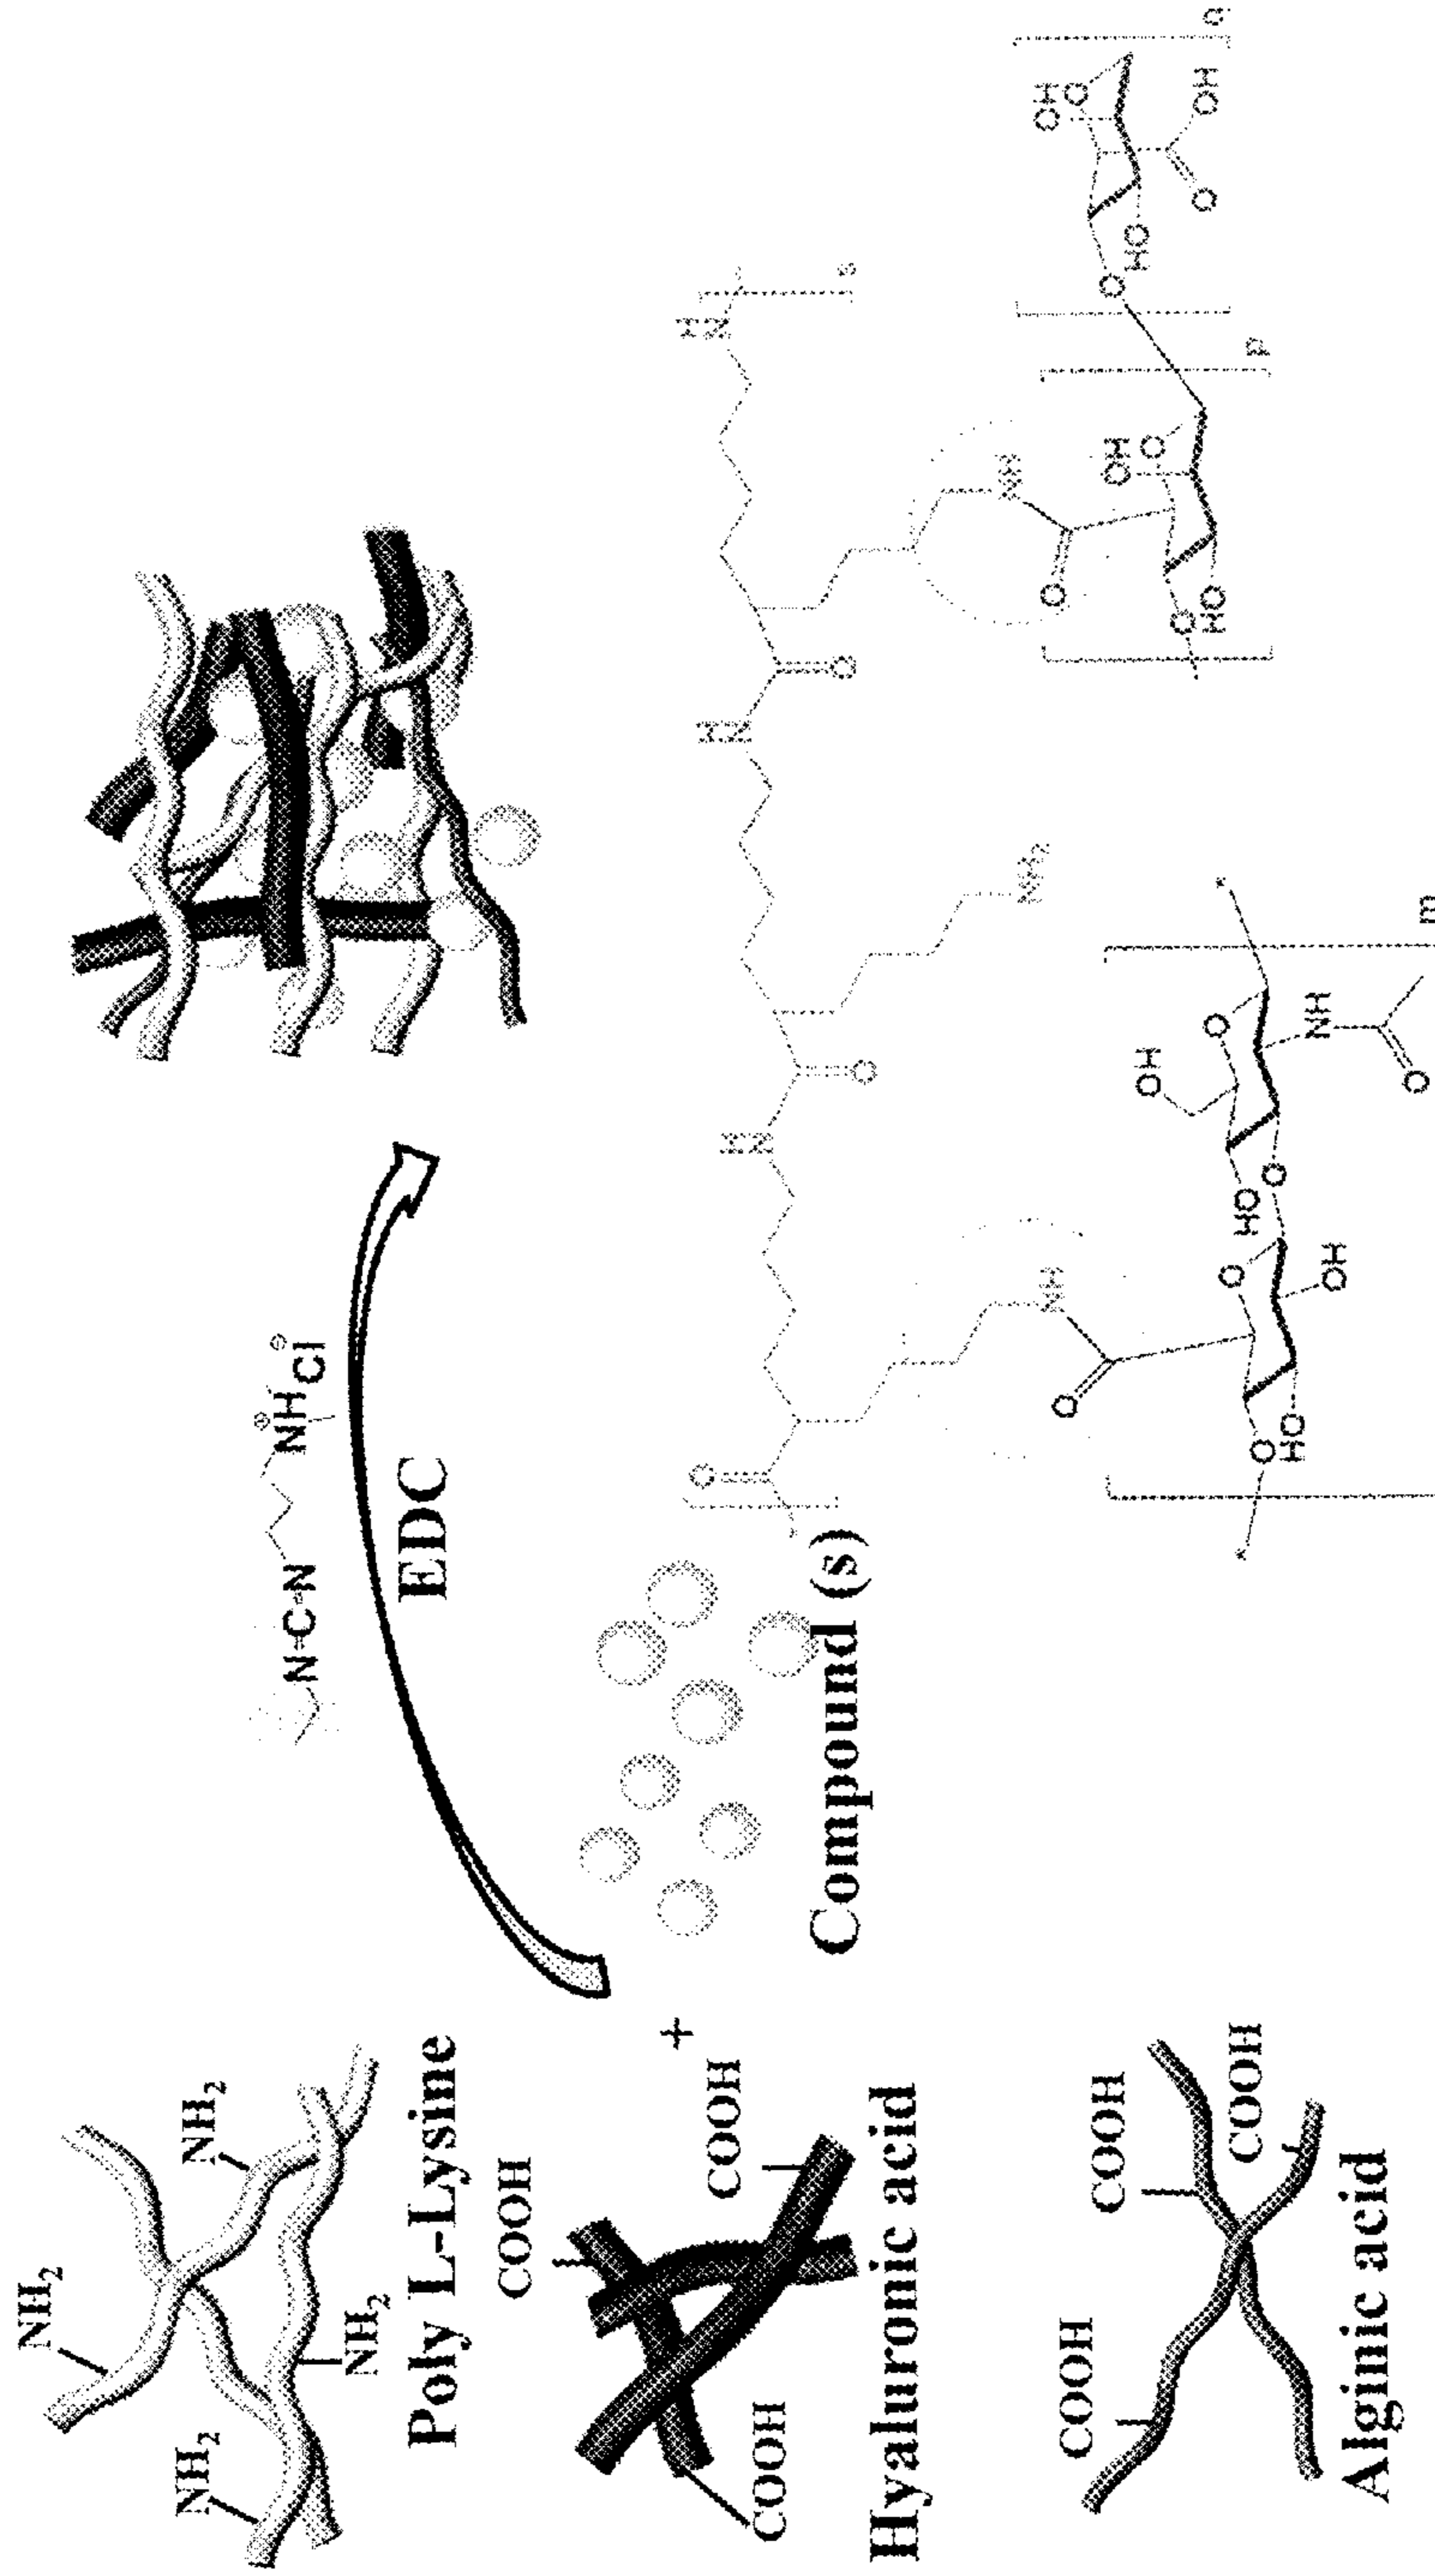 NH2
NH2
NH2
NH2
Poly L-Lysine
COOH
COOH
COOH
Hyaluronic acid
COOH
COOH
COOH
Alginic acid
+
Compound (s)
N=C=N
NH
Cl
EDC
O
H
N
O
H
N
O
H
N
s
NH
O
NH2
NH
O
O
HO
O
OH
O
HO
OH
O
NH
O
m
O
HO
O
OH
p
O
HO
O
OH
O
OH
q